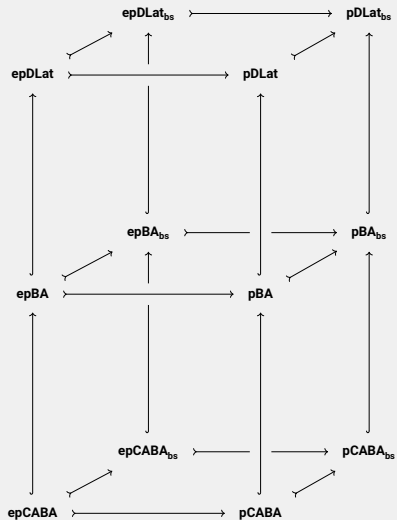 epDLat_bs pDLat_bs
epDLat pDLat
epBA_bs pBA_bs
epBA pBA
epCABA_bs pCABA_bs
epCABA pCABA